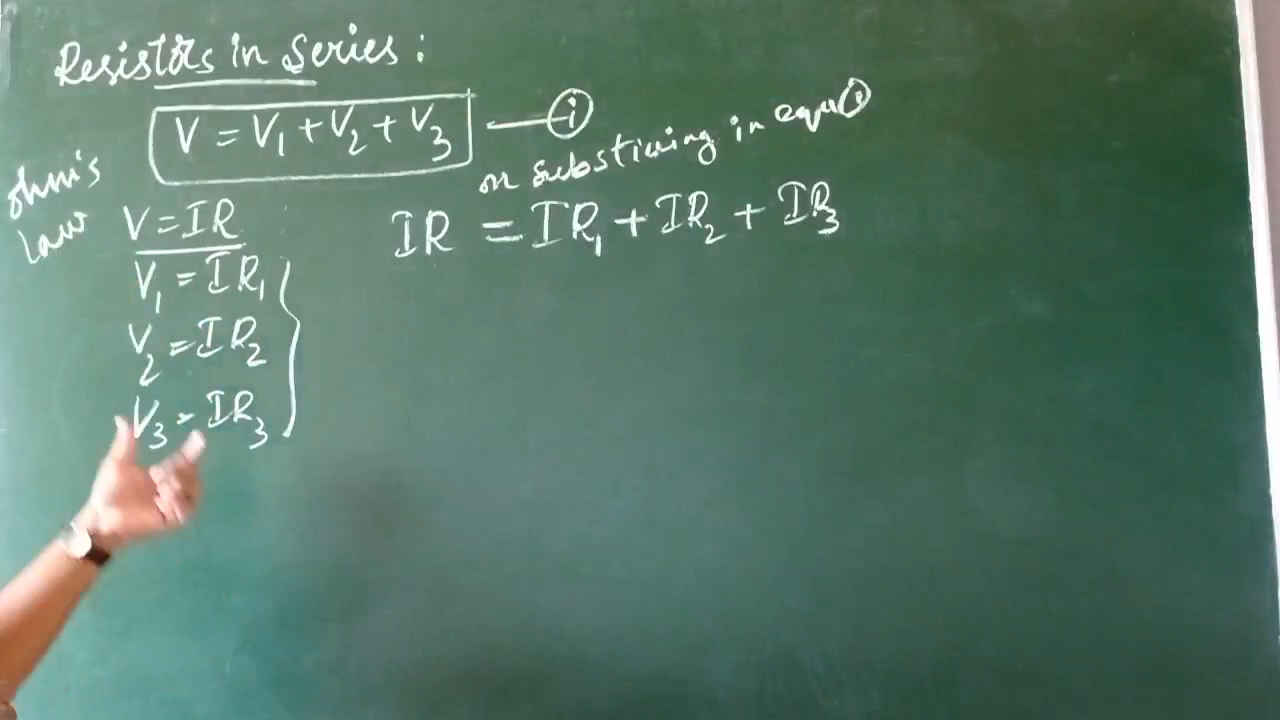 Resistors in series :
V = V₁ + V₂ + V₃ — (i)
on substiuing in equ (i)
ohm's law
V = IR
IR = IR₁ + IR₂ + IR₃
V₁ = IR₁
V₂ = IR₂
V₃ = IR₃